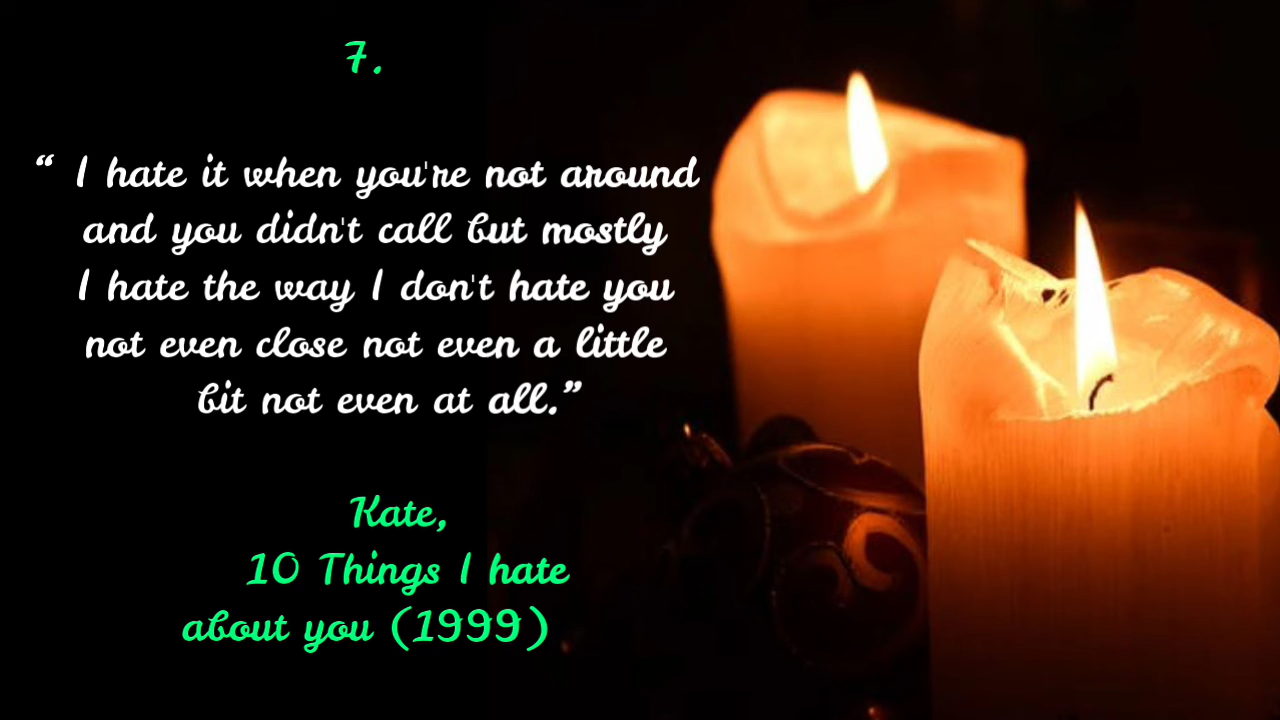 7.
“ I hate it when you're not around
and you didn't call but mostly
I hate the way I don't hate you
not even close not even a little
bit not even at all.”
Kate,
10 Things I hate
about you (1999)